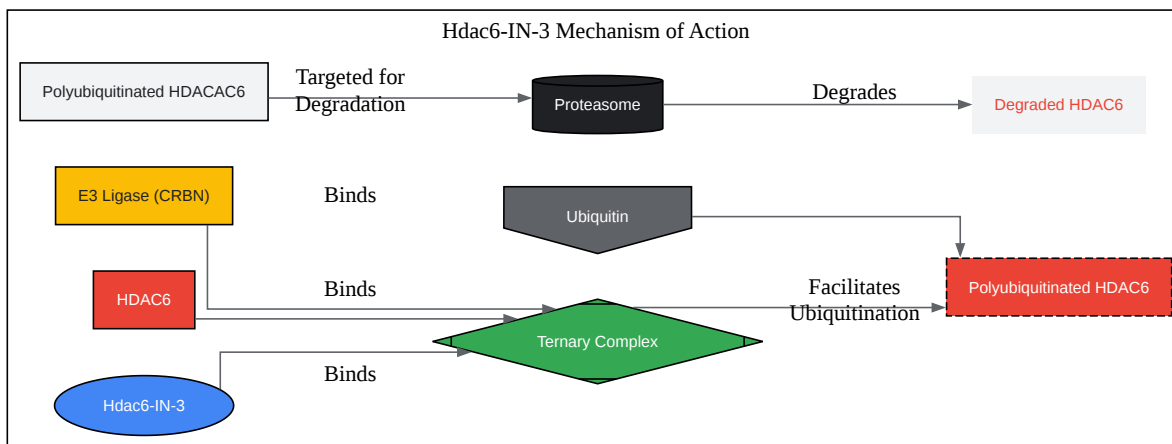 Hdac6-IN-3 Mechanism of Action
Polyubiquitinated HDACAC6
Targeted for
Degradation
Proteasome
Degrades
Degraded HDAC6
E3 Ligase (CRBN)
Binds
Ubiquitin
HDAC6
Binds
Facilitates
Ubiquitination
Polyubiquitinated HDAC6
Ternary Complex
Binds
Hdac6-IN-3